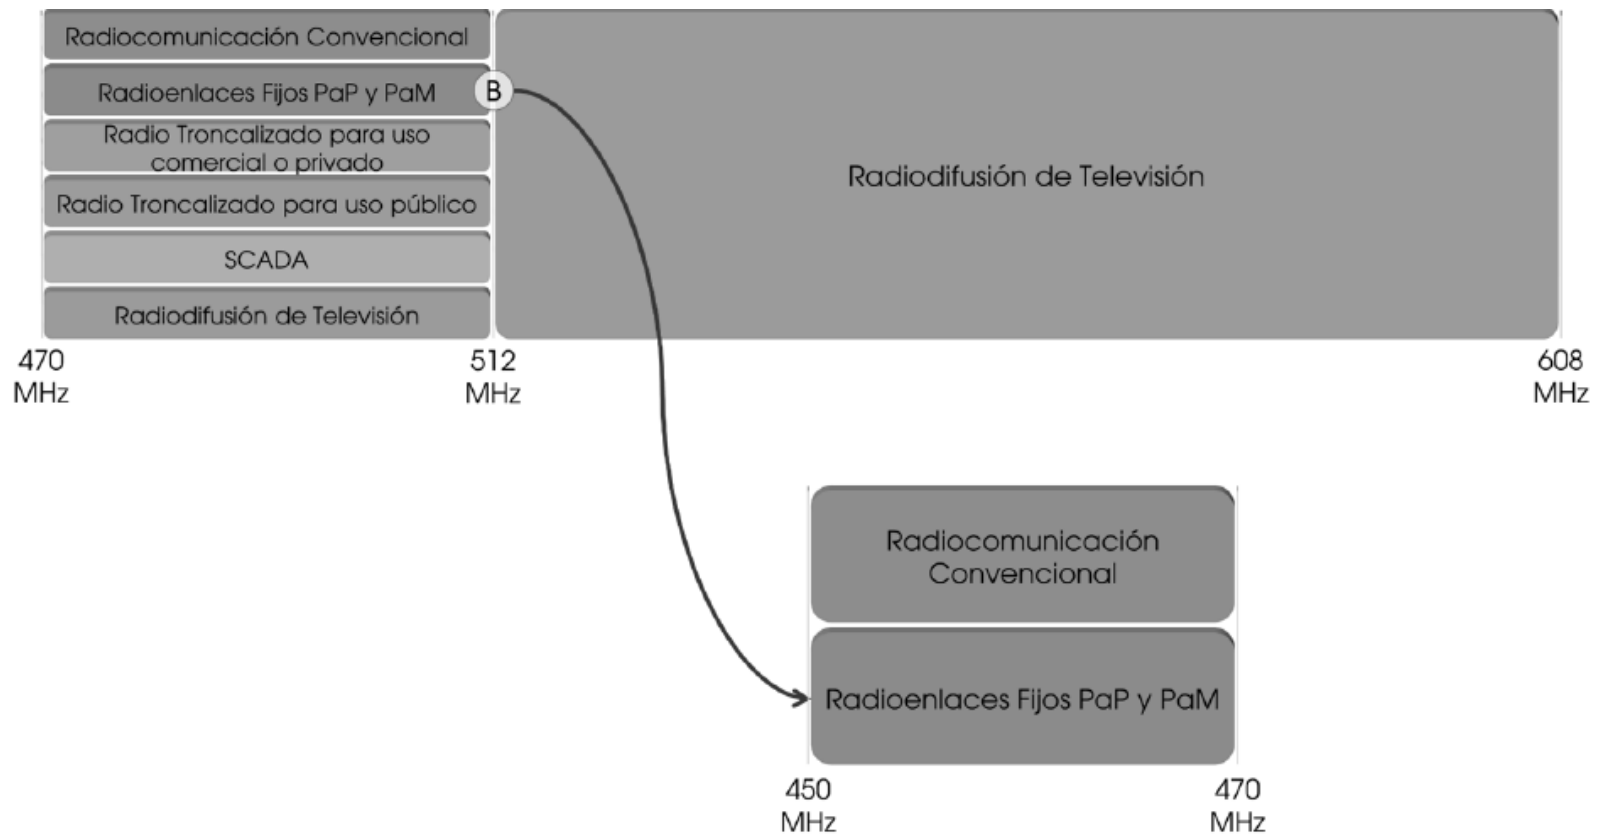 Radiocomunicación Convencional
Radioenlaces Fijos PaP y PaM
B
Radio Troncalizado para uso
comercial o privado
Radio Troncalizado para uso público
SCADA
Radiodifusión de Televisión
Radiodifusión de Televisión
470
MHz
512
MHz
608
MHz
Radiocomunicación
Convencional
Radioenlaces Fijos PaP y PaM
450
MHz
470
MHz